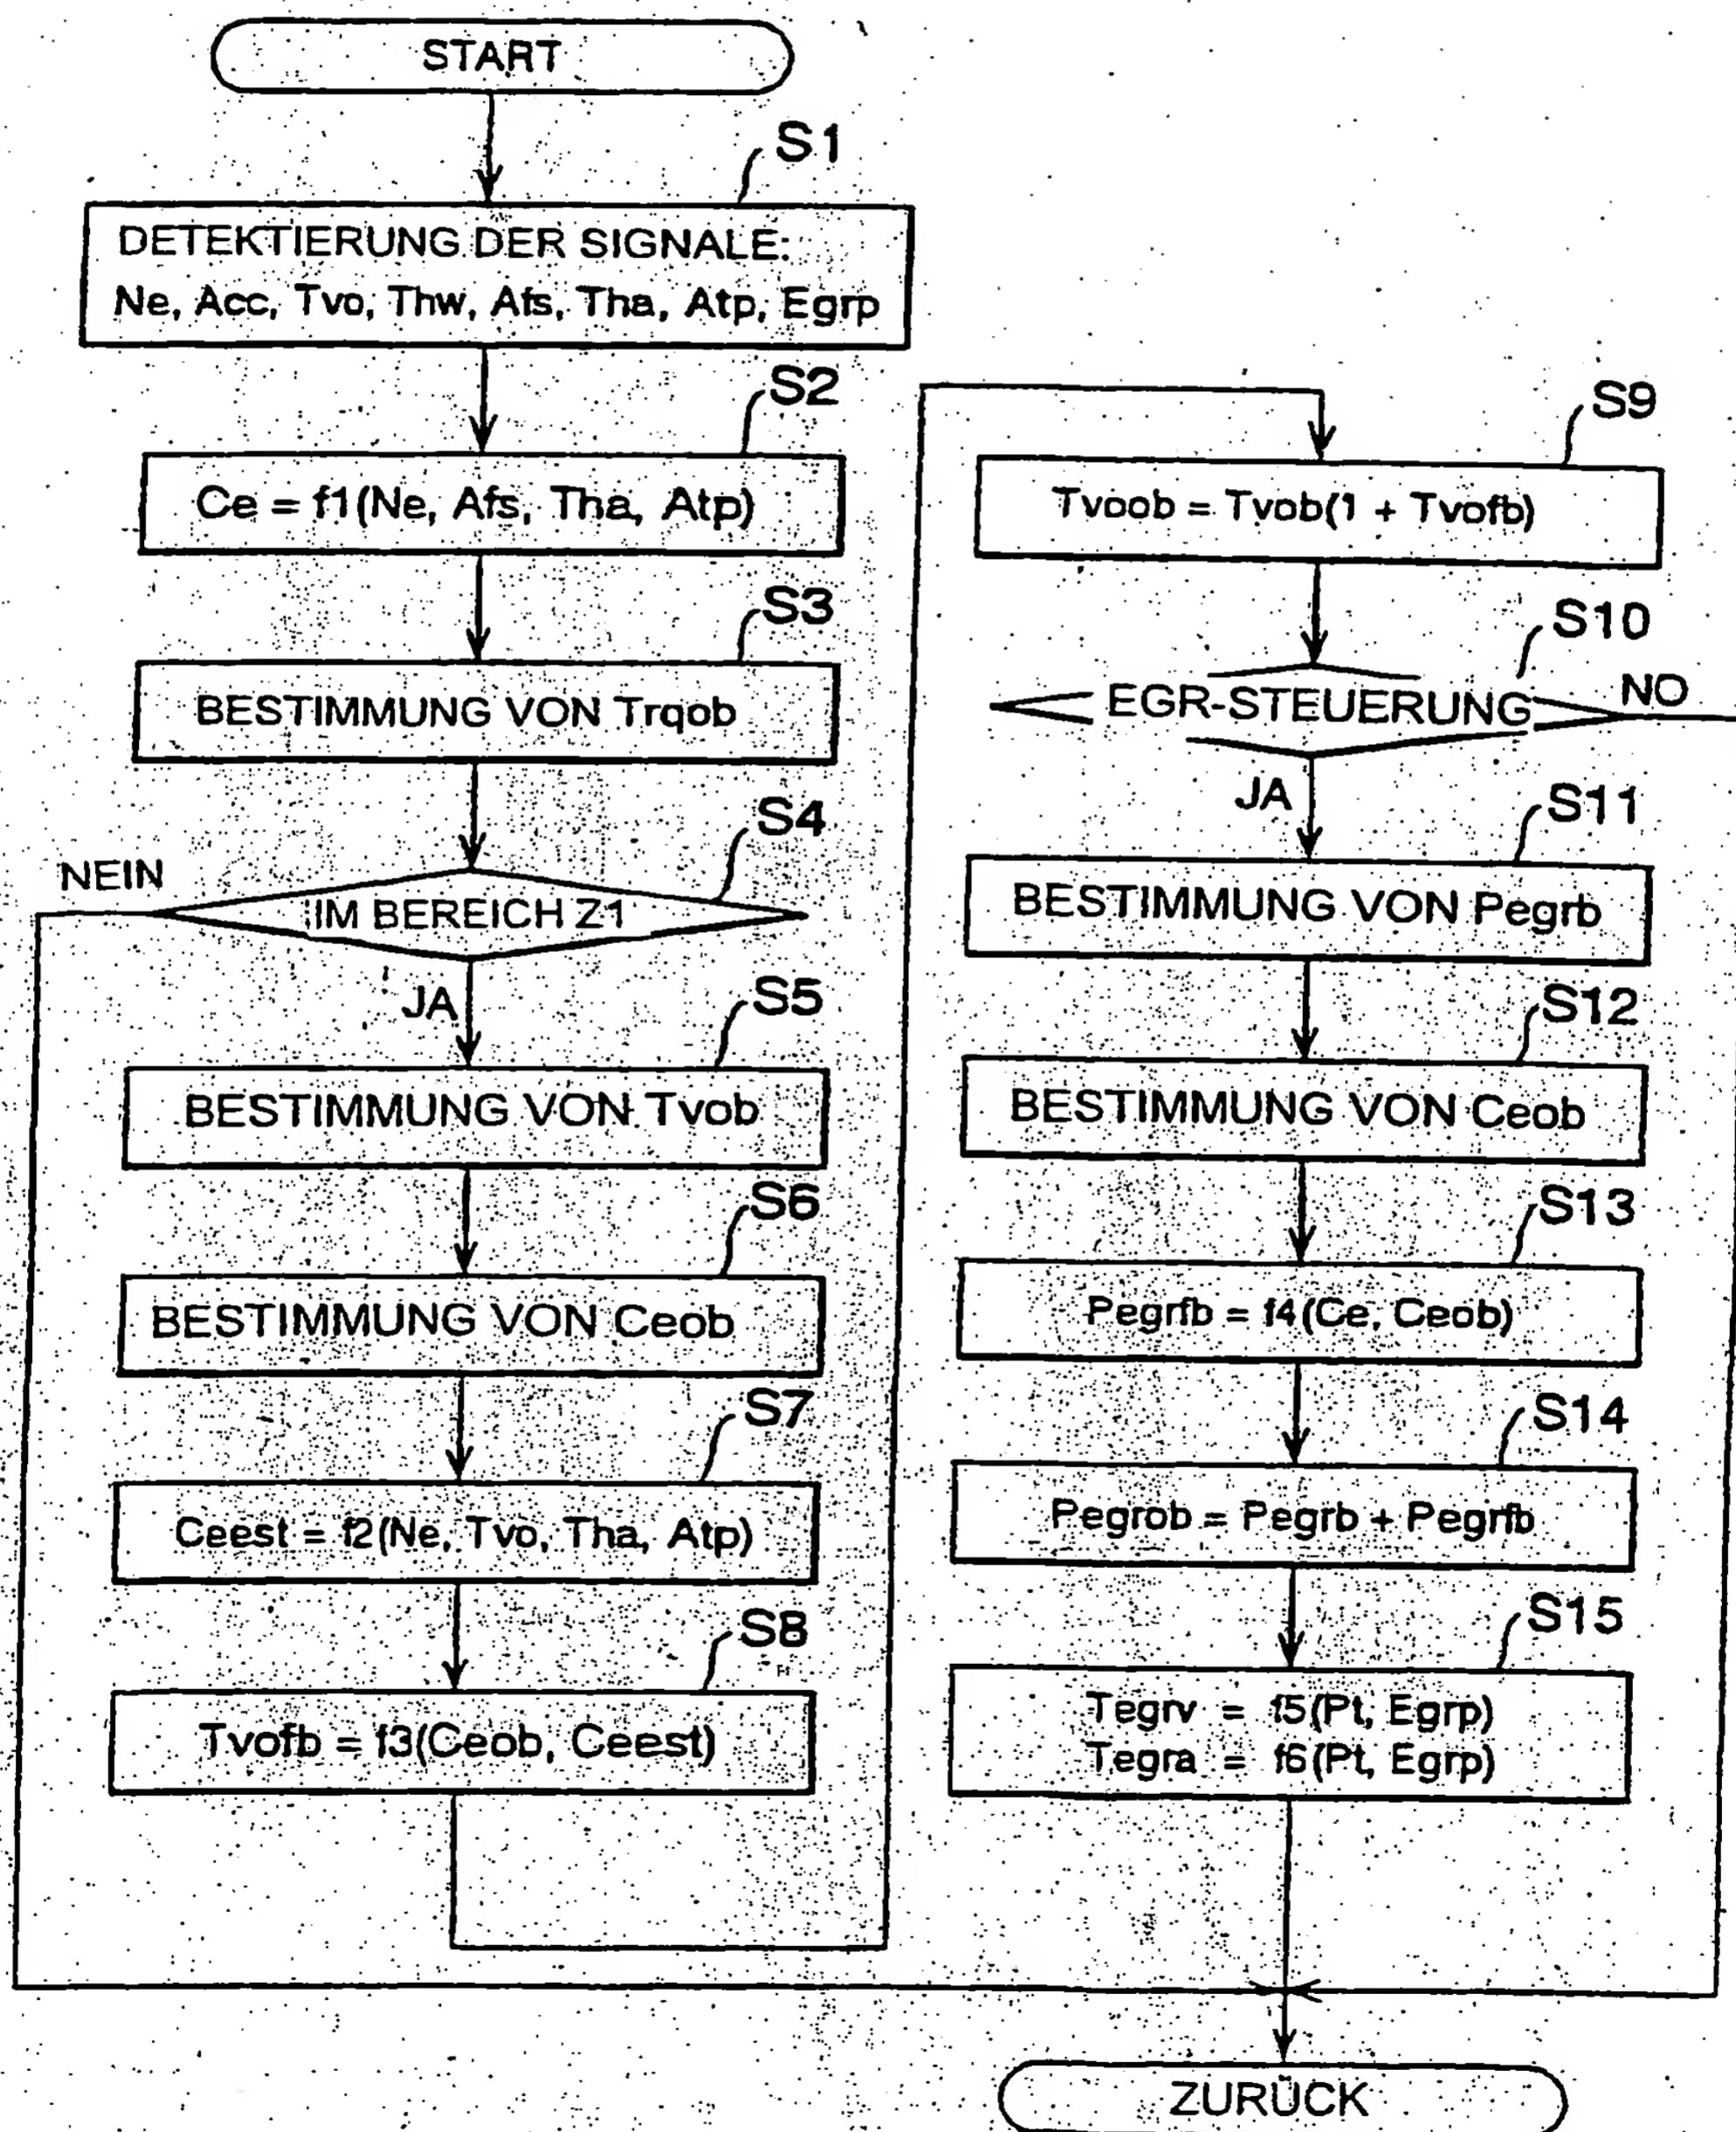 START
S1
DETEKTIERUNG DER SIGNALE:
Ne, Acc, Tvo, Thw, Afs, Tha, Atp, Egrp
S2
Ce = f1(Ne, Afs, Tha, Atp)
S3
BESTIMMUNG VON Trqob
S4
NEIN
IM BEREICH Z1
JA
S5
BESTIMMUNG VON Tvob
S6
BESTIMMUNG VON Ceob
S7
Ceest = f2(Ne, Tvo, Tha, Atp)
S8
Tvofb = f3(Ceob, Ceest)
S9
Tvoob = Tvob(1 + Tvofb)
S10
EGR-STEUERUNG
NO
JA
S11
BESTIMMUNG VON Pegrb
S12
BESTIMMUNG VON Ceob
S13
Pegrfb = f4(Ce, Ceob)
S14
Pegrob = Pegrb + Pegrfb
S15
Tegrv = f5(Pt, Egrp)
Tegra = f6(Pt, Egrp)
ZURÜCK